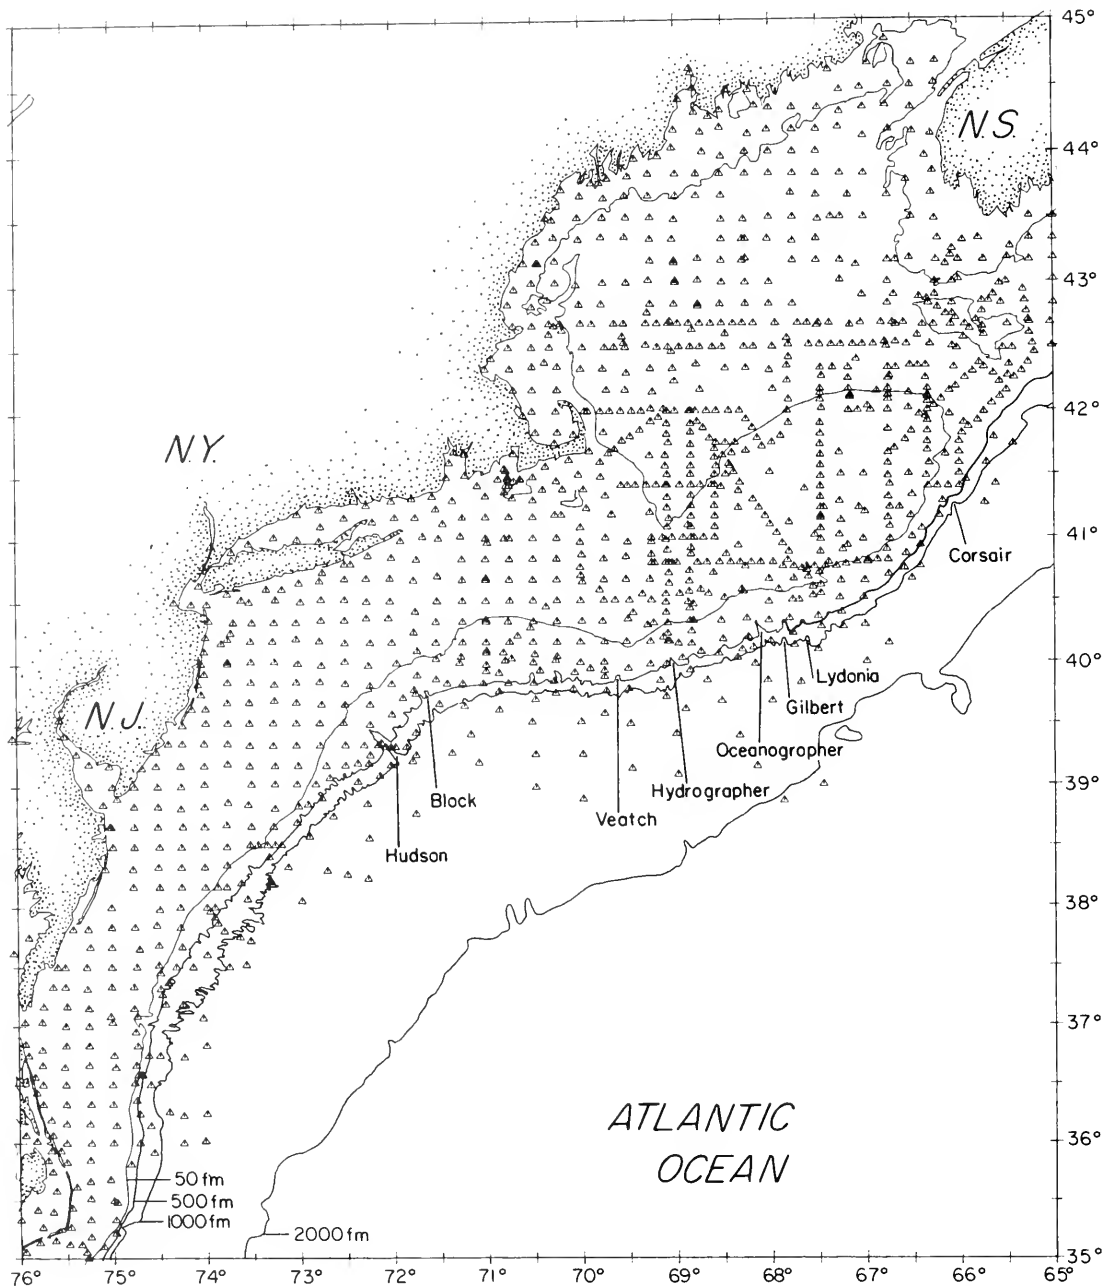 45°
N.S.
44°
43°
42°
N.Y.
41°
Corsair
40°
Lydonia
N.J.
Gilbert
Oceanographer
39°
Hydrographer
Block
Veatch
Hudson
38°
37°
ATLANTIC
36°
OCEAN
50 fm
500 fm
1000 fm
2000 fm
35°
76° 75° 74° 73° 72° 71° 70° 69° 68° 67° 66° 65°